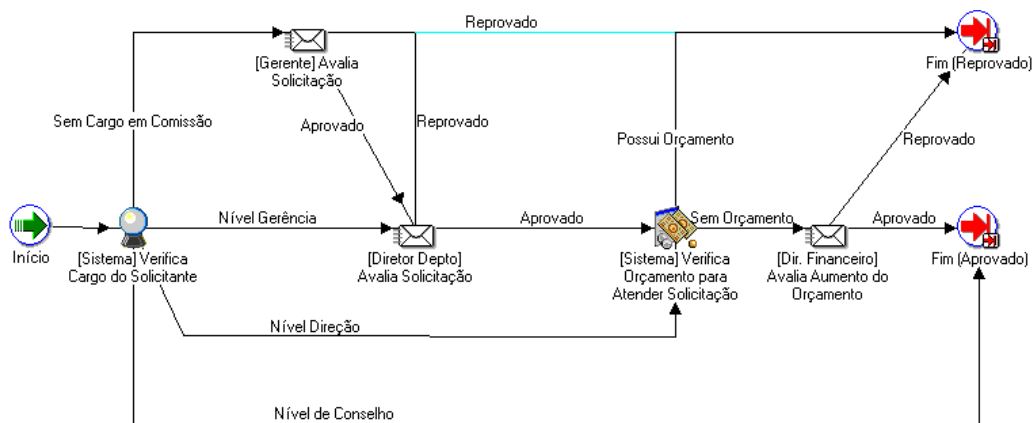 Reprovado
[Gerente] Avalia
Solicitação
Fim (Reprovado)
Sem Cargo em Comissão
Aprovado
Reprovado
Possui Orçamento
Reprovado
Início
Nível Gerência
Aprovado
Sem Orçamento
Aprovado
[Sistema] Verifica
Cargo do Solicitante
[Diretor Depto]
Avalia Solicitação
[Sistema] Verifica
Orçamento para
Atender Solicitação
[Dir. Financeiro]
Avalia Aumento do
Orçamento
Fim (Aprovado)
Nível Direção
Nível de Conselho